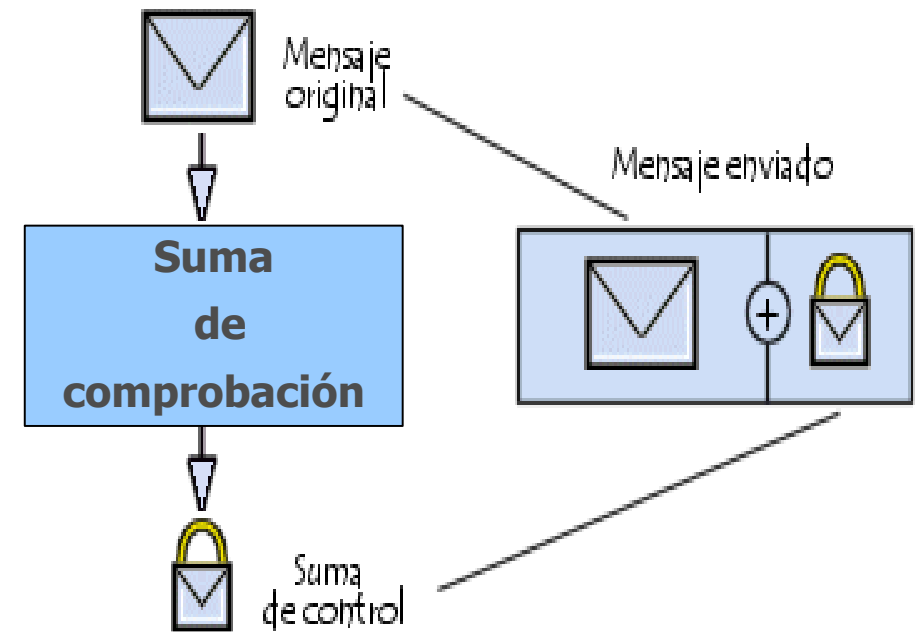 Mensaje
original
Mensaje enviado
Suma
de
comprobación
+
Suma
de control